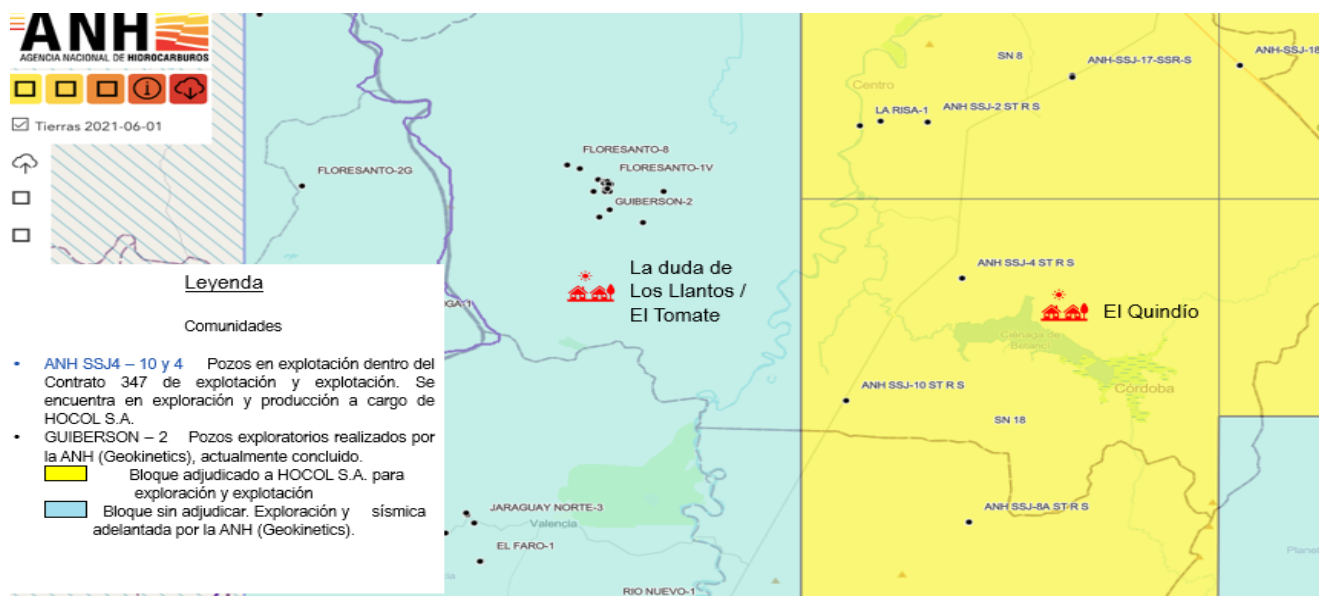 ANH
AGENCIA NACIONAL DE HIDROCARBUROS
Tierras 2021-06-01
FLORESANTO-2G
FLORESANTO-8
FLORESANTO-1V
GUIBERSON-2
La duda de
Los Llantos /
El Tomate
SN 8
ANH-SSJ-17-SSR-S
ANH-SSJ-18
Centro
LA RISA-1
ANH SSJ-2 ST R S
ANH SSJ-4 ST R S
El Quindío
Ciénaga de
Betancí
Córdoba
ANH SSJ-10 ST R S
SN 18
ANH SSJ-8A ST R S
JARAGUAY NORTE-3
Valencia
EL FARO-1
RIO NUEVO-1
Leyenda
Comunidades
• ANH SSJ4 – 10 y 4 Pozos en explotación dentro del
Contrato 347 de explotación y explotación. Se
encuentra en exploración y producción a cargo de
HOCOL S.A.
• GUIBERSON – 2 Pozos exploratorios realizados por
la ANH (Geokinetics), actualmente concluido.
Bloque adjudicado a HOCOL S.A. para
exploración y explotación
Bloque sin adjudicar. Exploración y sísmica
adelantada por la ANH (Geokinetics).